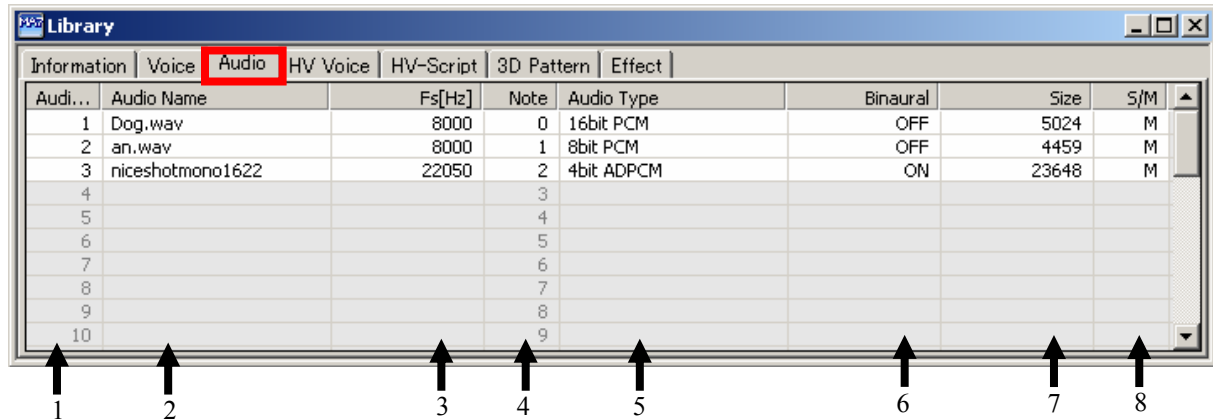 MA7 Library
Information Voice Audio HV Voice HV-Script 3D Pattern Effect
Audi... Audio Name Fs[Hz] Note Audio Type Binaural Size S/M
1 Dog.wav 8000 0 16bit PCM OFF 5024 M
2 an.wav 8000 1 8bit PCM OFF 4459 M
3 niceshotmono1622 22050 2 4bit ADPCM ON 23648 M
4 3
5 4
6 5
7 6
8 7
9 8
10 9
1 2 3 4 5 6 7 8